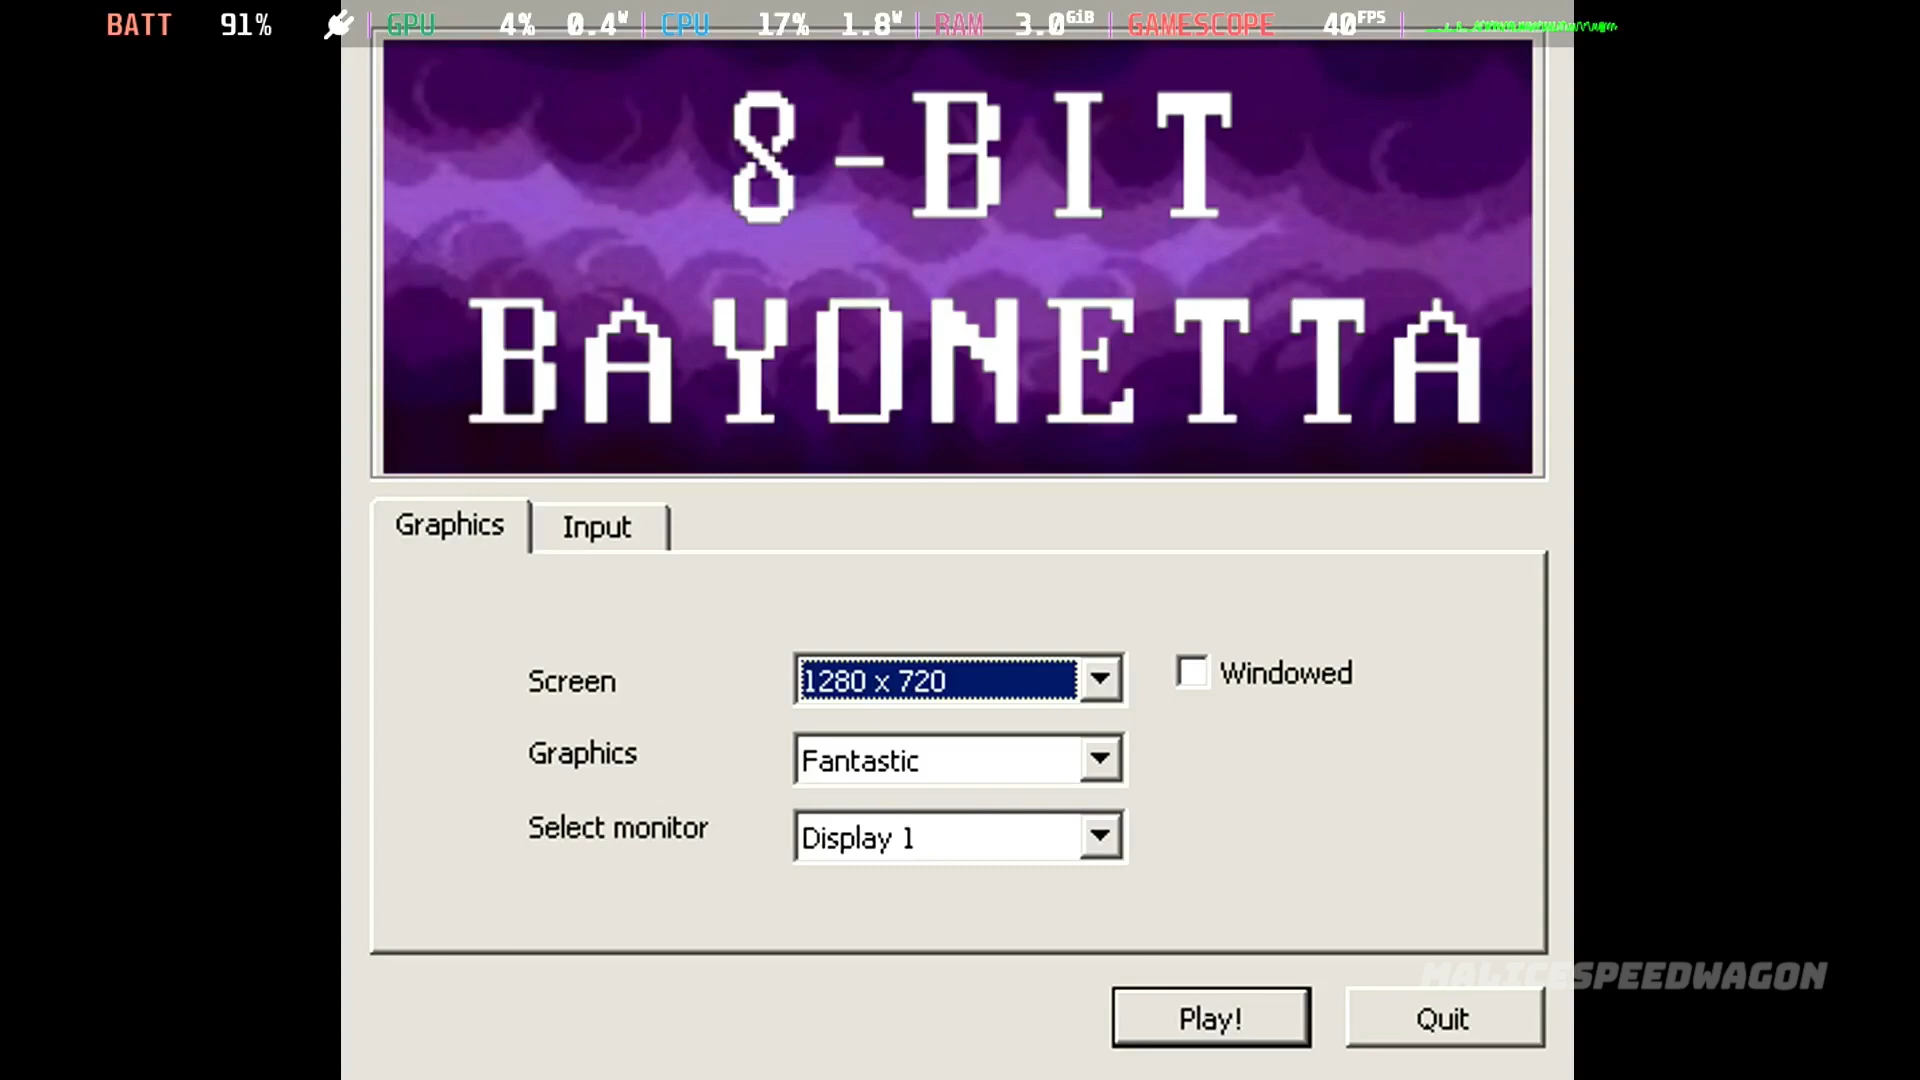 BATT 91% GPU 4% 0.4W CPU 17% 1.8W RAM 3.0GiB GAMESCOPE 40FPS
8-BIT
BAYONETTA
Graphics Input
Screen 1280 x 720 Windowed
Graphics Fantastic
Select monitor Display 1
MALICESPEEDWAGON
Play! Quit